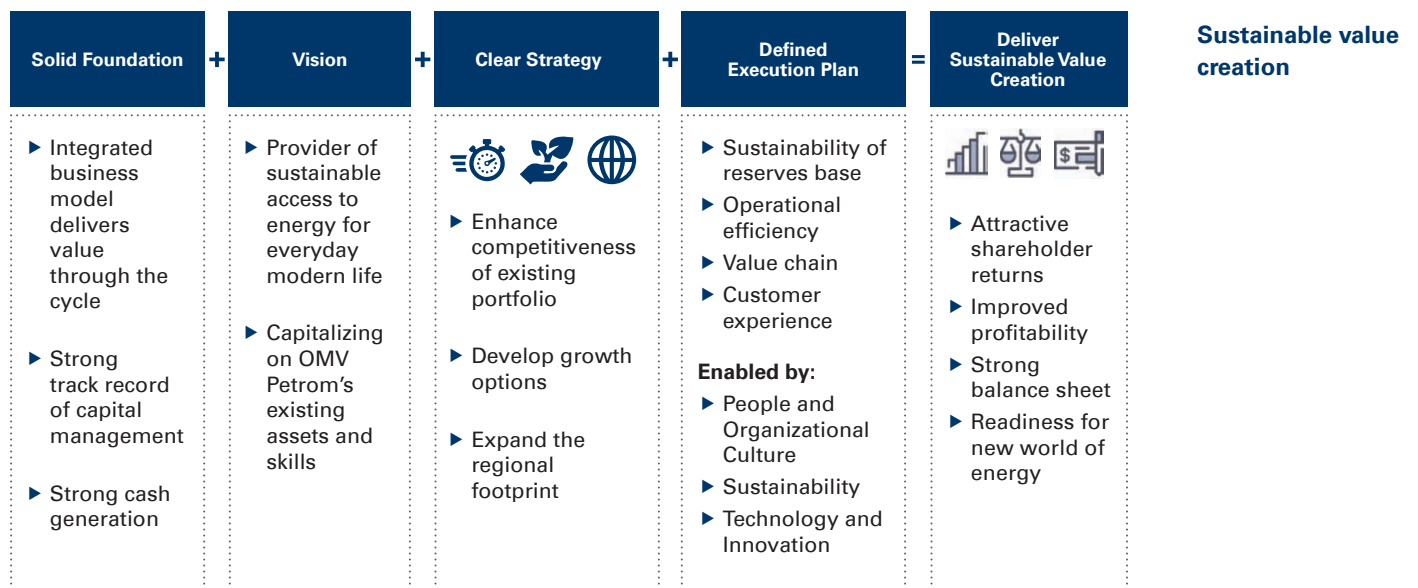 Solid Foundation
+
Vision
+
Clear Strategy
+
Defined
Execution Plan
=
Deliver
Sustainable Value
Creation
Sustainable value
creation
▶ Integrated
business
model
delivers
value
through the
cycle
▶ Strong
track record
of capital
management
▶ Strong cash
generation
▶ Provider of
sustainable
access to
energy for
everyday
modern life
▶ Capitalizing
on OMV
Petrom’s
existing
assets and
skills
▶ Enhance
competitiveness
of existing
portfolio
▶ Develop growth
options
▶ Expand the
regional
footprint
▶ Sustainability of
reserves base
▶ Operational
efficiency
▶ Value chain
▶ Customer
experience
Enabled by:
▶ People and
Organizational
Culture
▶ Sustainability
▶ Technology and
Innovation
$
▶ Attractive
shareholder
returns
▶ Improved
profitability
▶ Strong
balance sheet
▶ Readiness for
new world of
energy